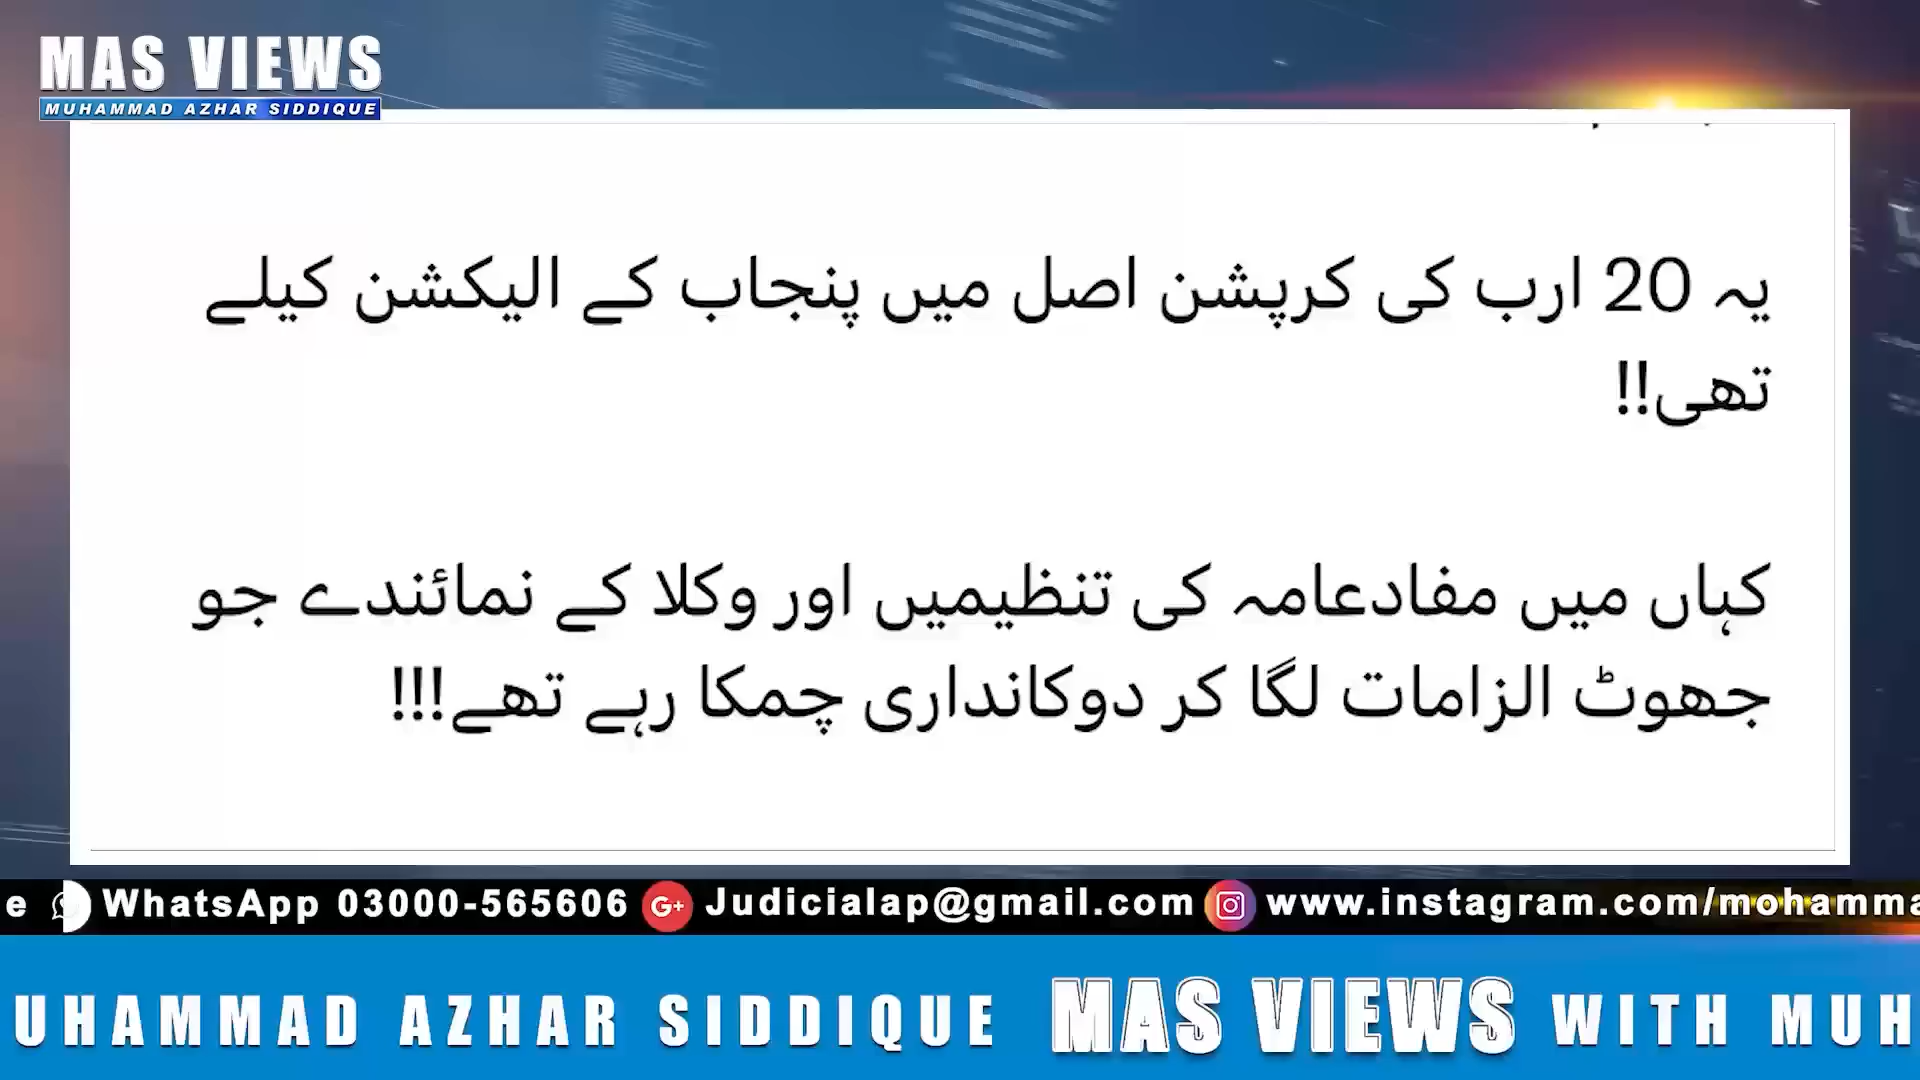 MAS VIEWS
MUHAMMAD AZHAR SIDDIQUE
یہ 20 ارب کی کرپشن اصل میں پنجاب کے الیکشن کیلے
تھی!!
کہاں میں مفادعامہ کی تنظیمیں اور وکلا کے نمائندے جو
جھوٹ الزامات لگا کر دوکانداری چمکا رہے تھے!!!
e WhatsApp 03000-565606 G+ Judicialap@gmail.com www.instagram.com/mohamma
UHAMMAD AZHAR SIDDIQUE MAS VIEWS WITH MUH